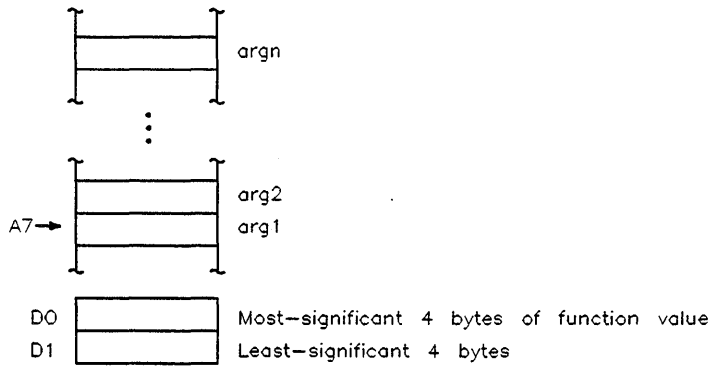 argn
arg2
A7 arg1
D0 Most-significant 4 bytes of function value
D1 Least-significant 4 bytes